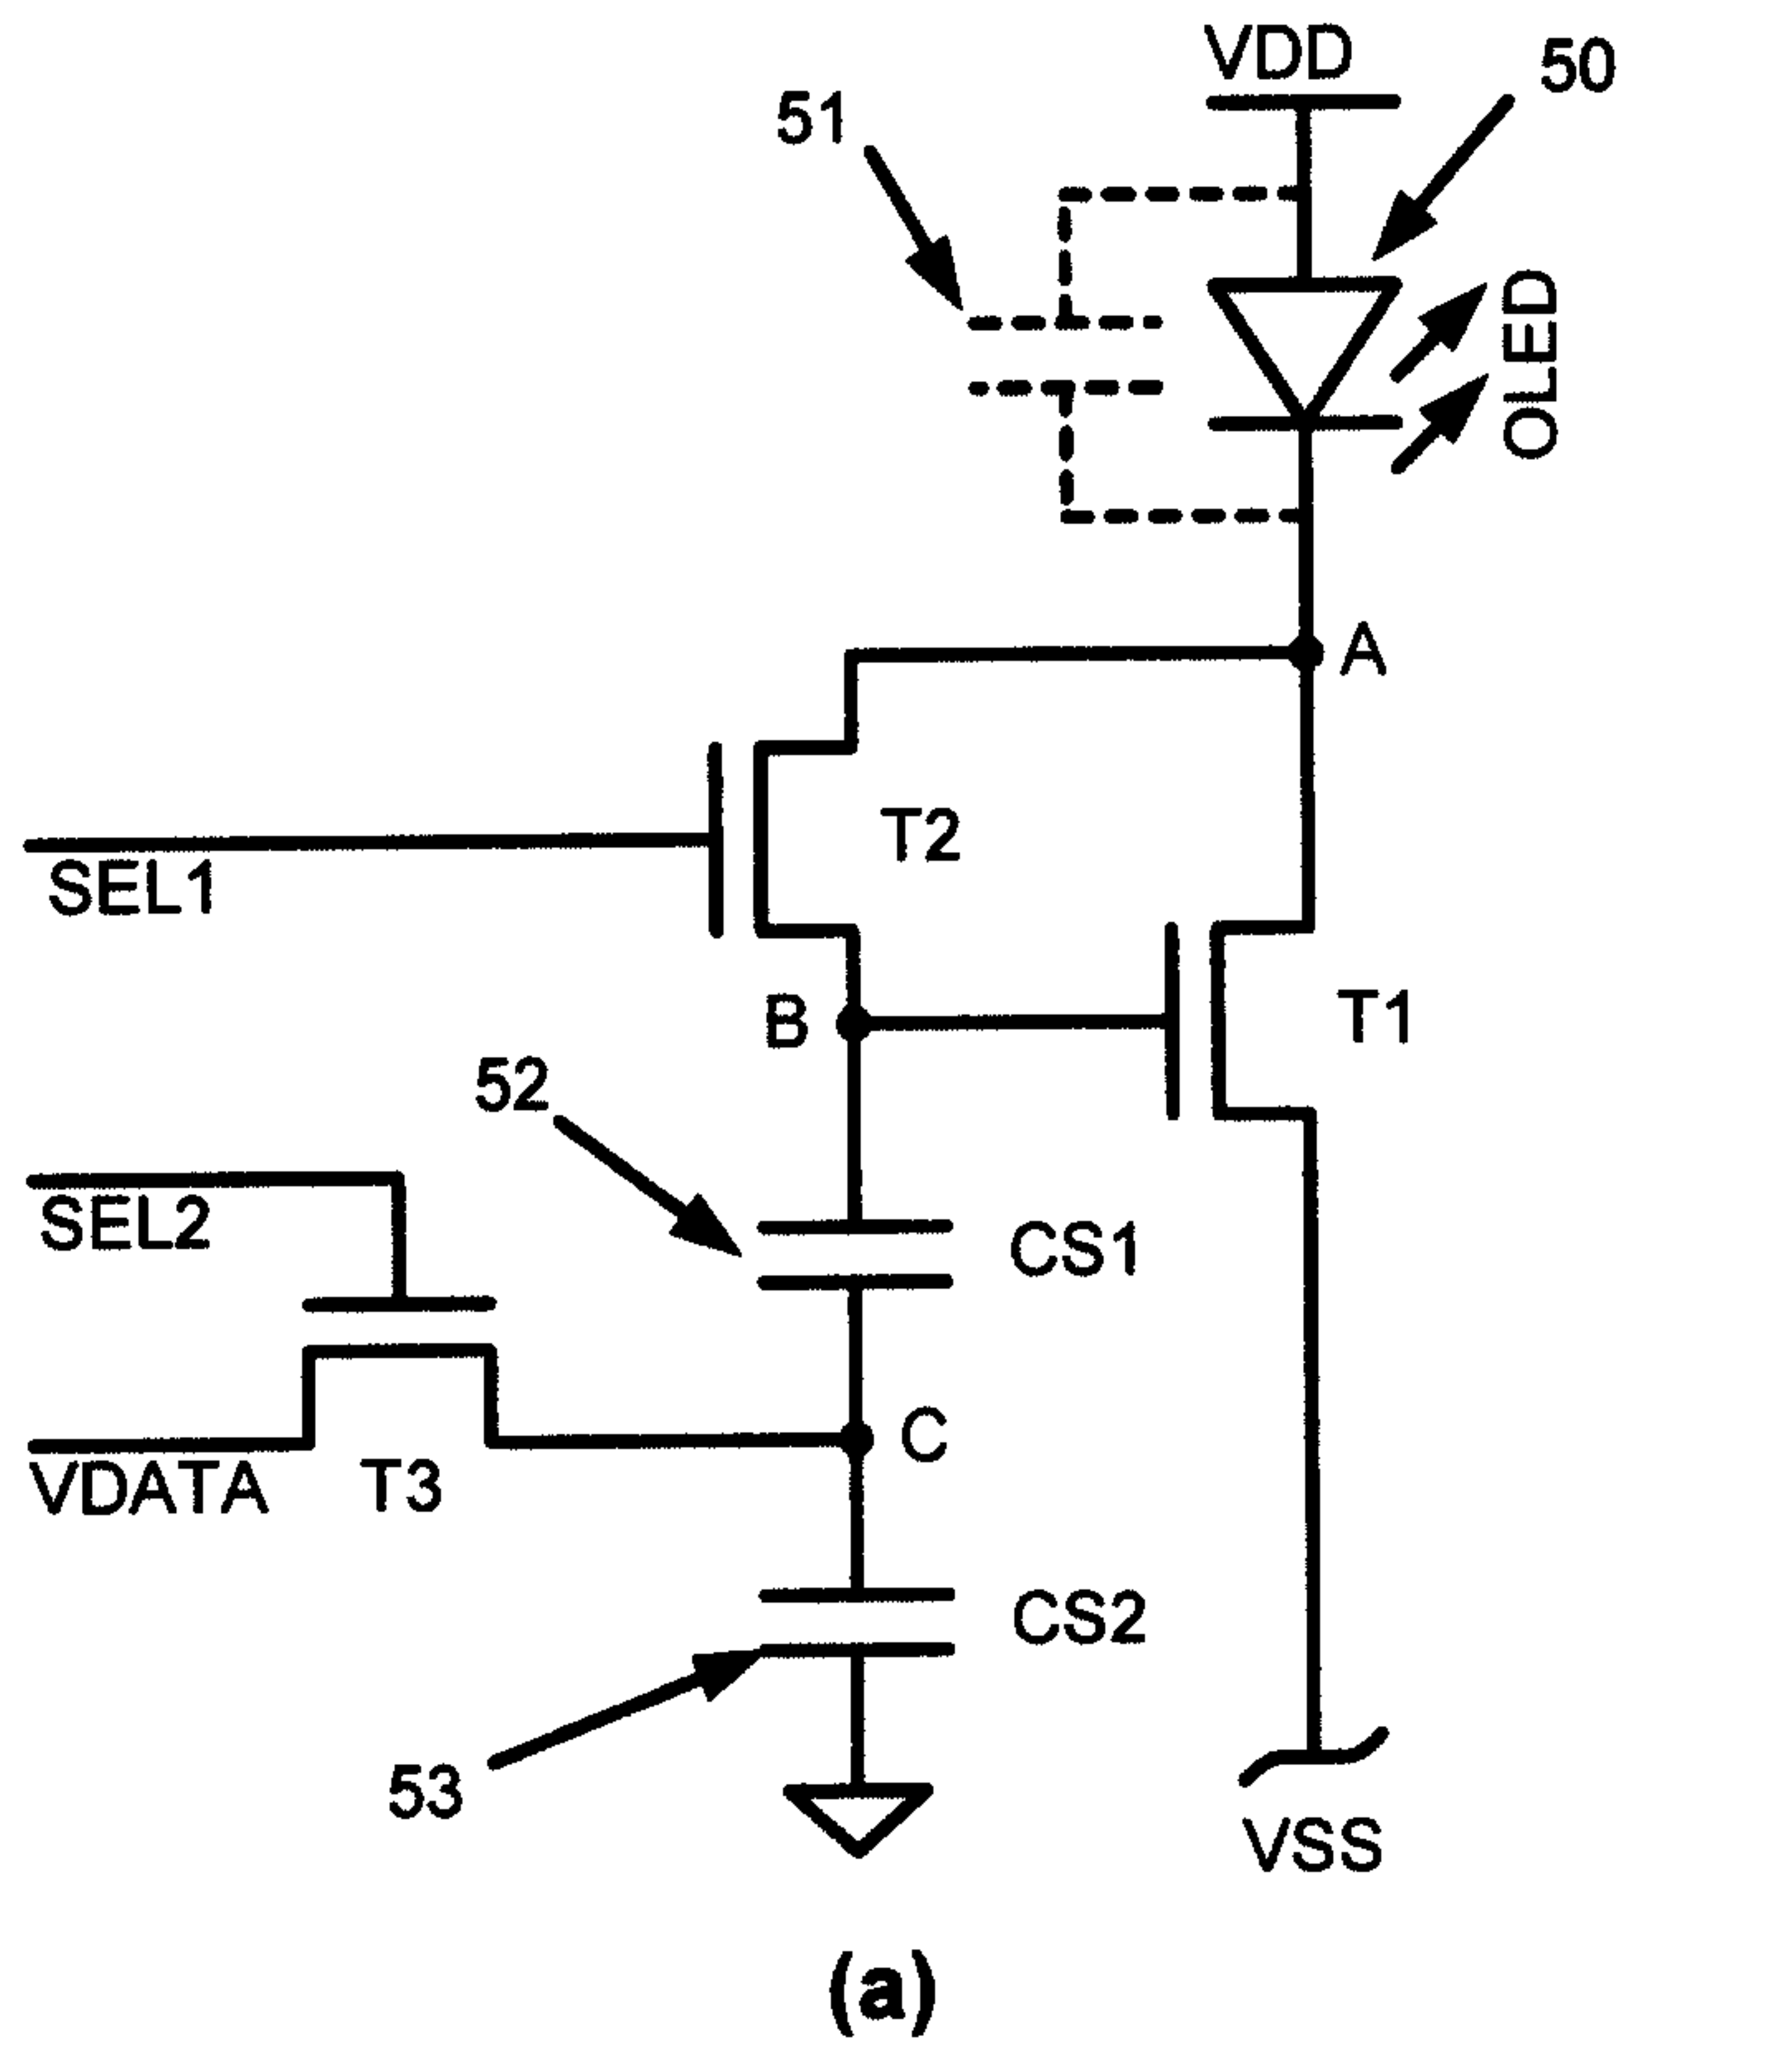 VDD
50
51
OLED
A
T2
SEL1
B
T1
52
SEL2
CS1
C
VDATA
T3
CS2
53
VSS
(a)